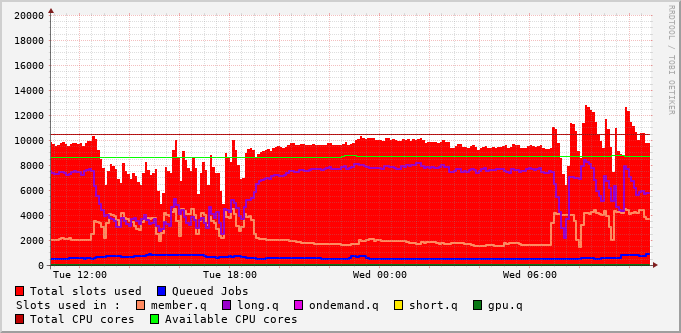 20000
18000
16000
14000
12000
10000
8000
6000
4000
2000
0
Tue 12:00 Tue 18:00 Wed 00:00 Wed 06:00
RRDTOOL / TOBI OETIKER
Total slots used Queued Jobs
Slots used in : member.q long.q ondemand.q short.q gpu.q
Total CPU cores Available CPU cores